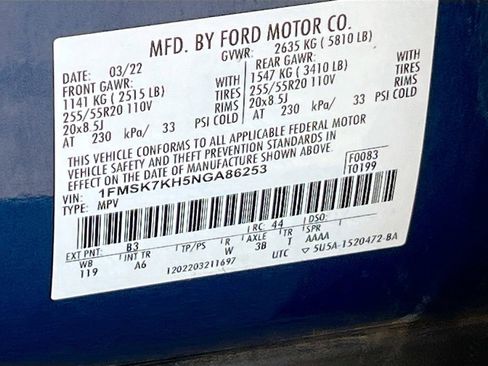 MFD. BY FORD MOTOR CO.
DATE: 03/22 GVWR: 2635 KG ( 5810 LB)
FRONT GAWR: WITH REAR GAWR: WITH
1141 KG ( 2515 LB) TIRES 1547 KG ( 3410 LB) TIRES
255/55R20 110V RIMS 255/55R20 110V RIMS
20x8.5J 20x8.5J
AT 230 kPa/ 33 PSI COLD AT 230 kPa/ 33 PSI COLD
THIS VEHICLE CONFORMS TO ALL APPLICABLE FEDERAL MOTOR
VEHICLE SAFETY AND THEFT PREVENTION STANDARDS IN
EFFECT ON THE DATE OF MANUFACTURE SHOWN ABOVE.
VIN: 1FMSK7KH5NGA86253 F0083
TYPE: MPV T0199
EXT PNT: B3 RC: 44 DSO:
WB INT TR TP/PS R AXLE TR SPR
119 A6 W 3B T AAAA
1202203211697 UTC ▽ 5U5A-1520472-BA